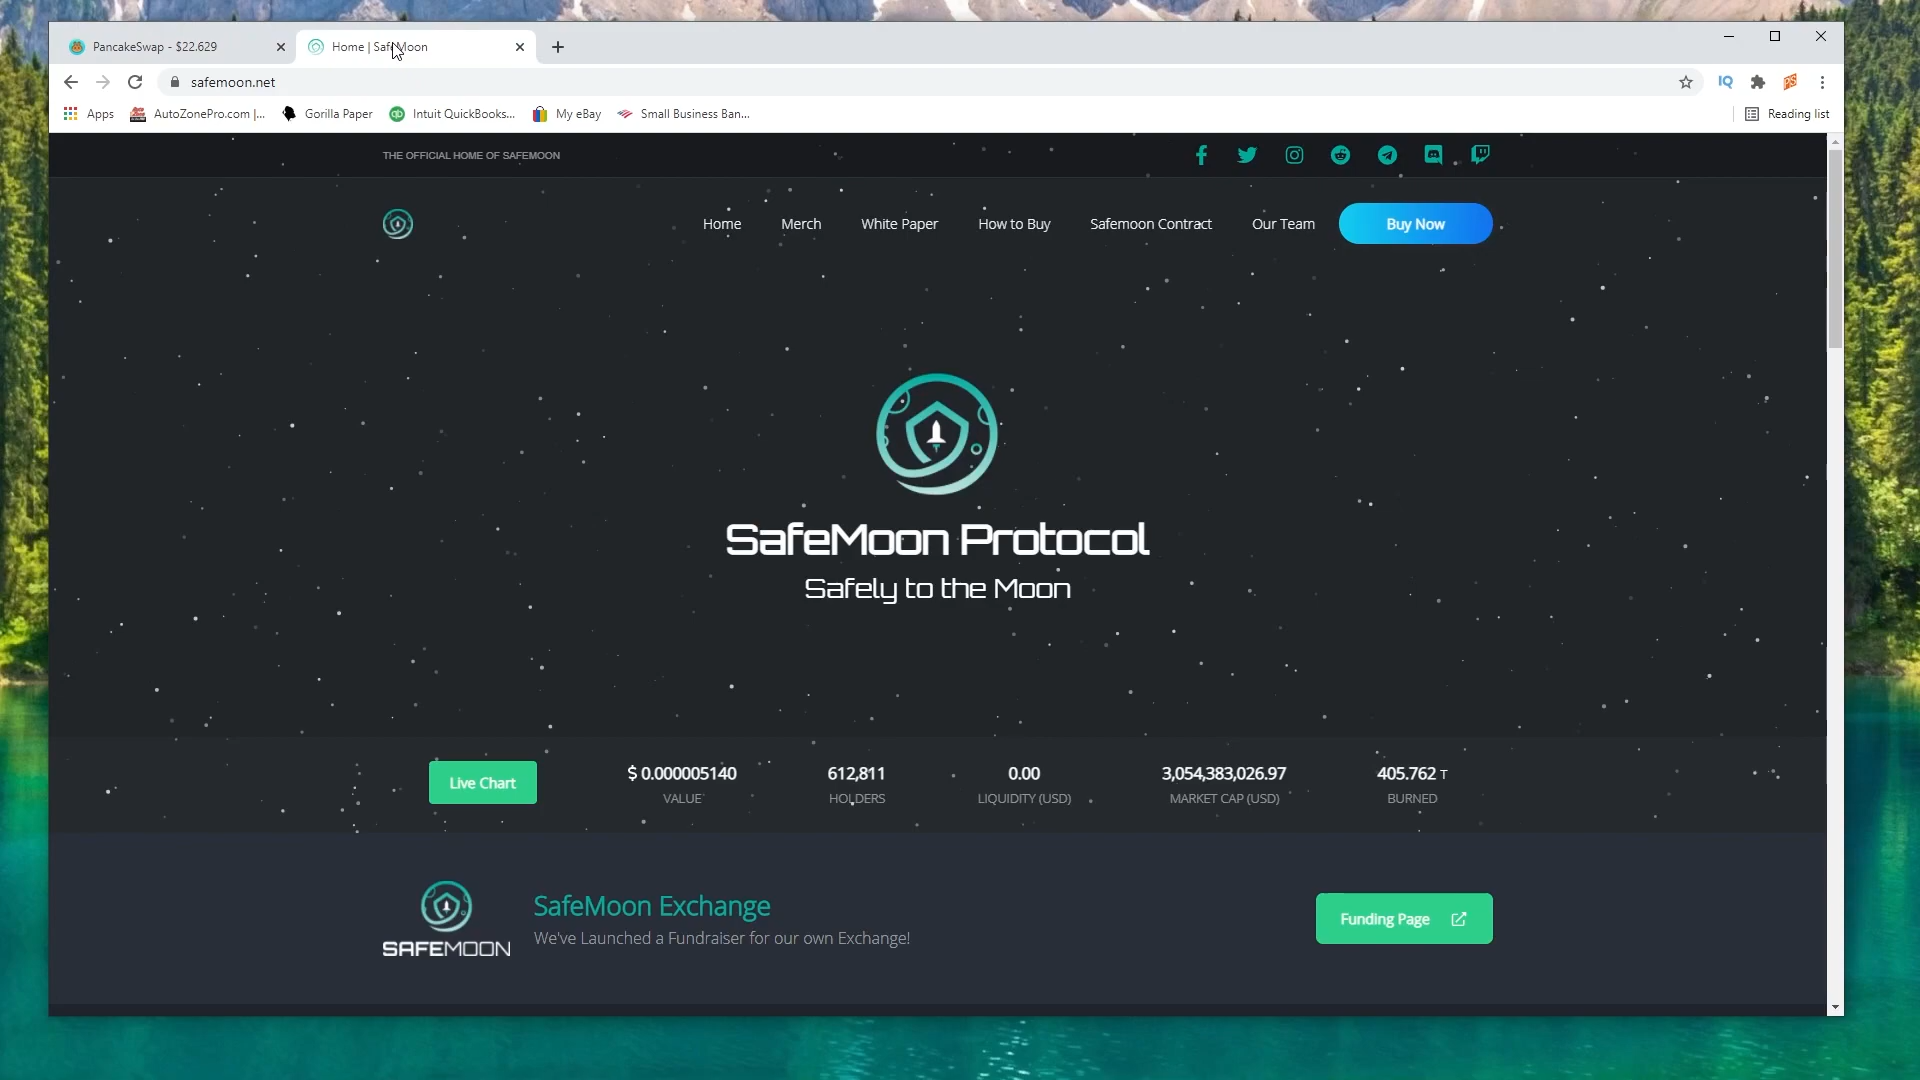 PancakeSwap - $22.629
Home | SafeMoon
safemoon.net
IQ
Apps
AutoZonePro.com |...
Gorilla Paper
qb
Intuit QuickBooks...
My eBay
Small Business Ban...
Reading list
THE OFFICIAL HOME OF SAFEMOON
Home
Merch
White Paper
How to Buy
Safemoon Contract
Our Team
Buy Now
SafeMoon Protocol
Safely to the Moon
Live Chart
$ 0.000005140
VALUE
612,811
HOLDERS
0.00
LIQUIDITY (USD)
3,054,383,026.97
MARKET CAP (USD)
405.762 T
BURNED
SAFEMOON
SafeMoon Exchange
We've Launched a Fundraiser for our own Exchange!
Funding Page